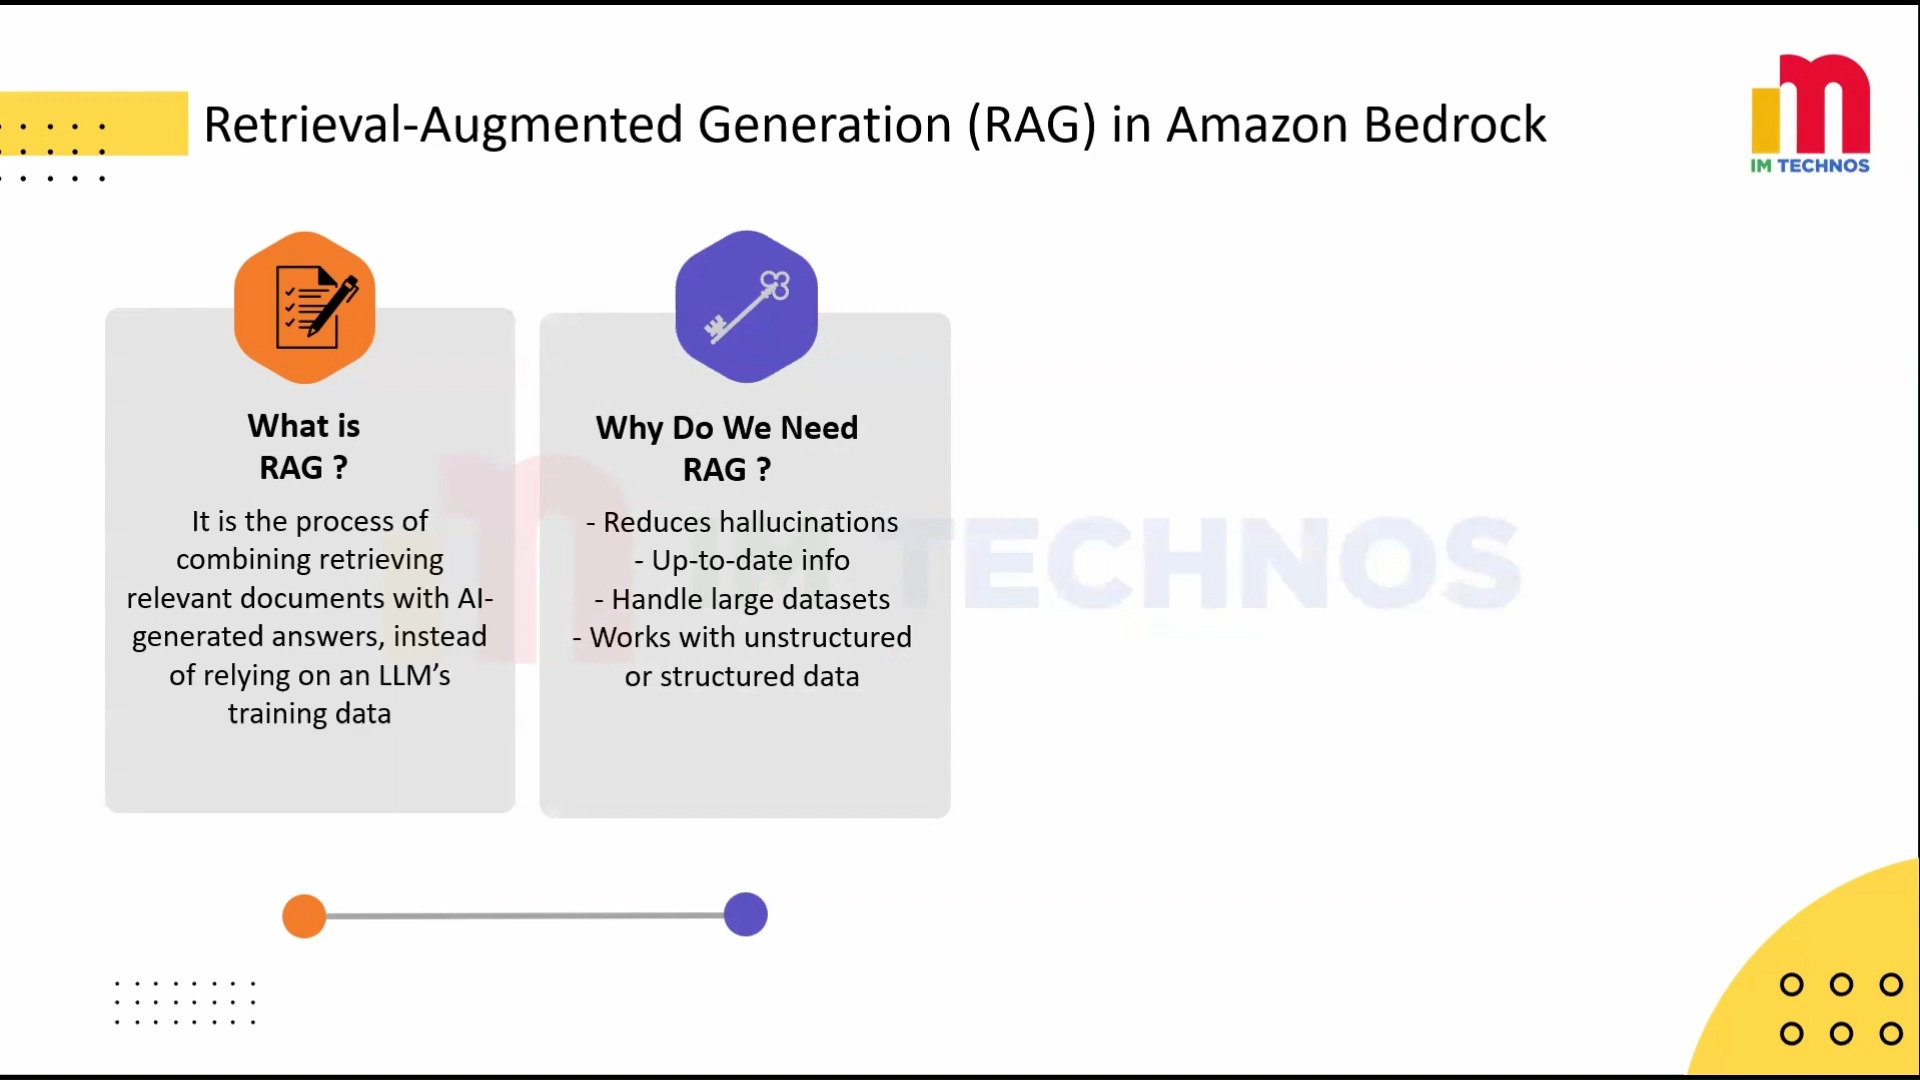 Retrieval-Augmented Generation (RAG) in Amazon Bedrock
IM TECHNOS
What is
RAG ?
It is the process of
combining retrieving
relevant documents with AI-
generated answers, instead
of relying on an LLM’s
training data
Why Do We Need
RAG ?
- Reduces hallucinations
- Up-to-date info
- Handle large datasets
- Works with unstructured
or structured data
IM TECHNOS